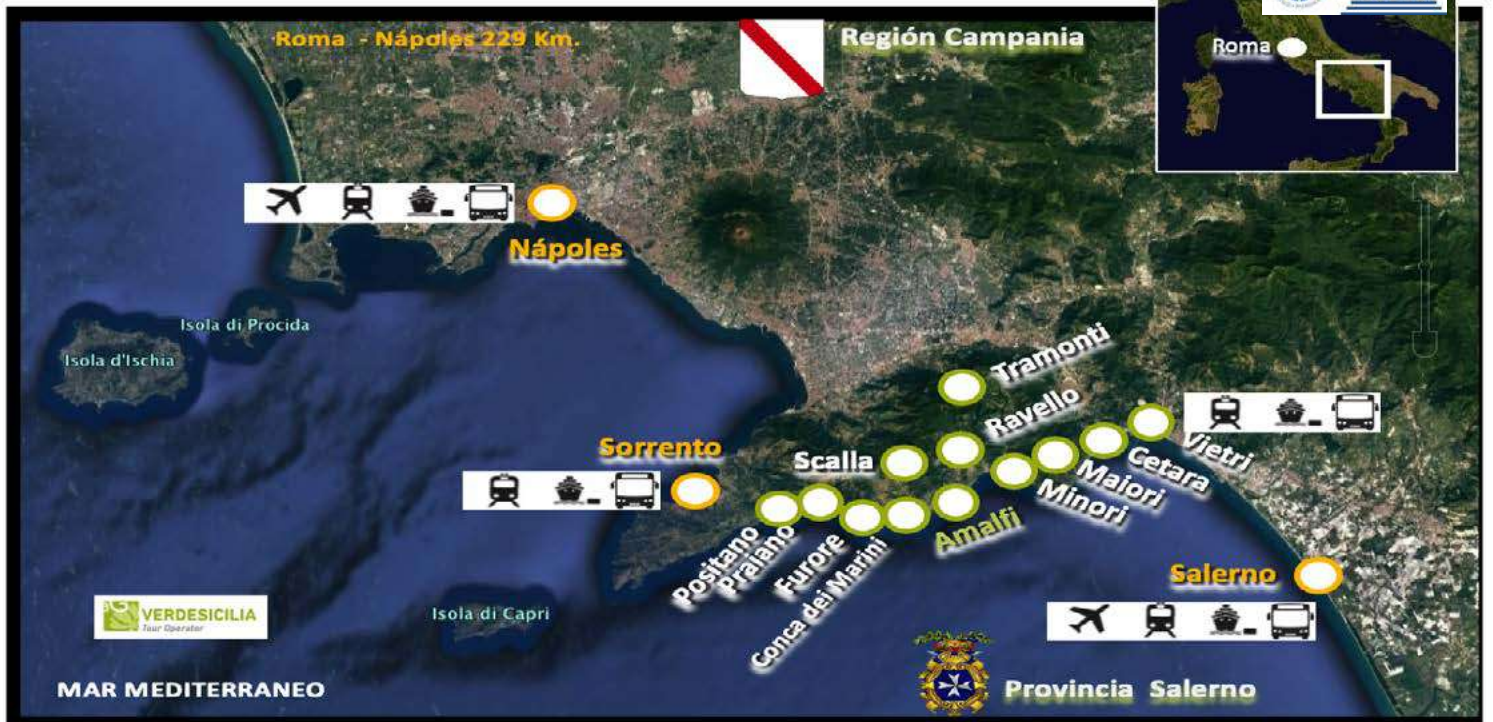 Roma - Nápoles 229 Km.
Región Campania
Roma
Nápoles
Isola di Procida
Isola d'Ischia
Tramonti
Ravello
Sorrento
Scalla
Vietri
Cetara
Maiori
Minori
Amalfi
Positano
Praiano
Furore
Conca dei Marini
Salerno
VERDESICILIA
Tour Operator
Isola di Capri
MAR MEDITERRANEO
Provincia Salerno